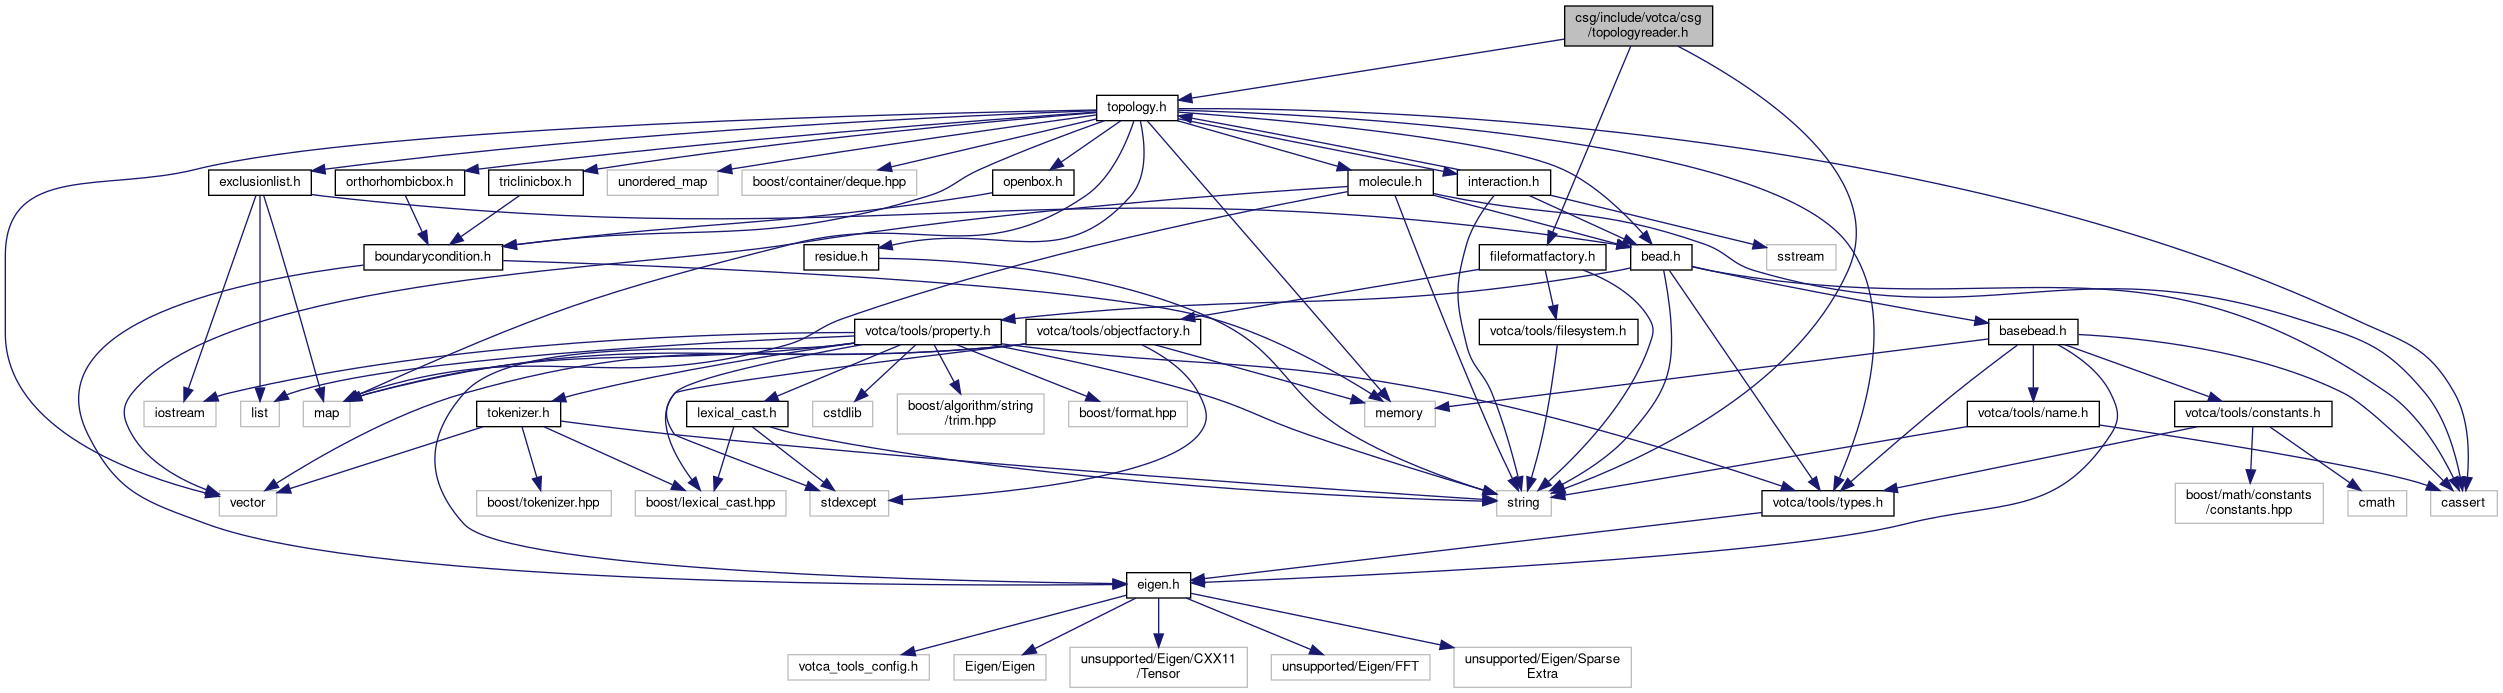 csg/include/votca/csg
/topologyreader.h
topology.h
exclusionlist.h
orthorhombicbox.h
triclinicbox.h
unordered_map
boost/container/deque.hpp
openbox.h
molecule.h
interaction.h
boundarycondition.h
residue.h
fileformatfactory.h
bead.h
sstream
votca/tools/property.h
votca/tools/objectfactory.h
votca/tools/filesystem.h
basebead.h
iostream
list
map
tokenizer.h
lexical_cast.h
cstdlib
boost/algorithm/string
/trim.hpp
boost/format.hpp
memory
votca/tools/name.h
votca/tools/constants.h
vector
boost/tokenizer.hpp
boost/lexical_cast.hpp
stdexcept
string
votca/tools/types.h
boost/math/constants
/constants.hpp
cmath
cassert
eigen.h
votca_tools_config.h
Eigen/Eigen
unsupported/Eigen/CXX11
/Tensor
unsupported/Eigen/FFT
unsupported/Eigen/Sparse
Extra